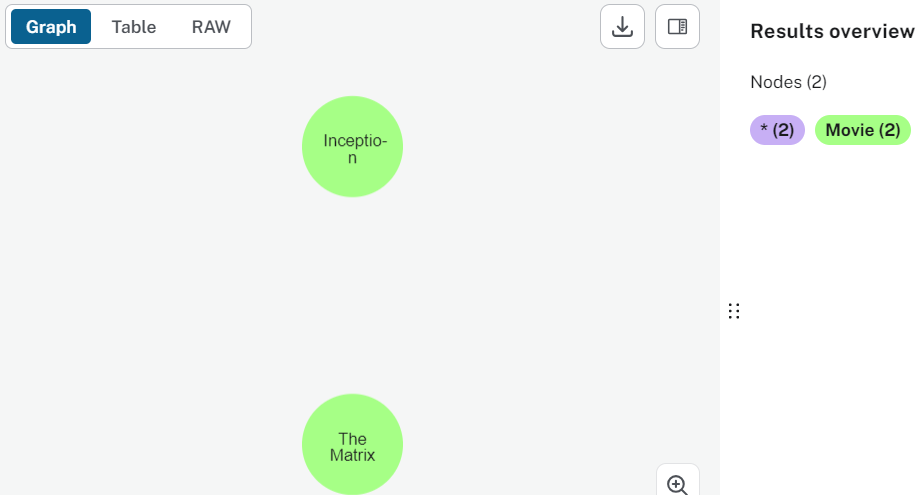 Graph Table RAW
Results overview
Nodes (2)
* (2) Movie (2)
Inceptio-
n
The
Matrix